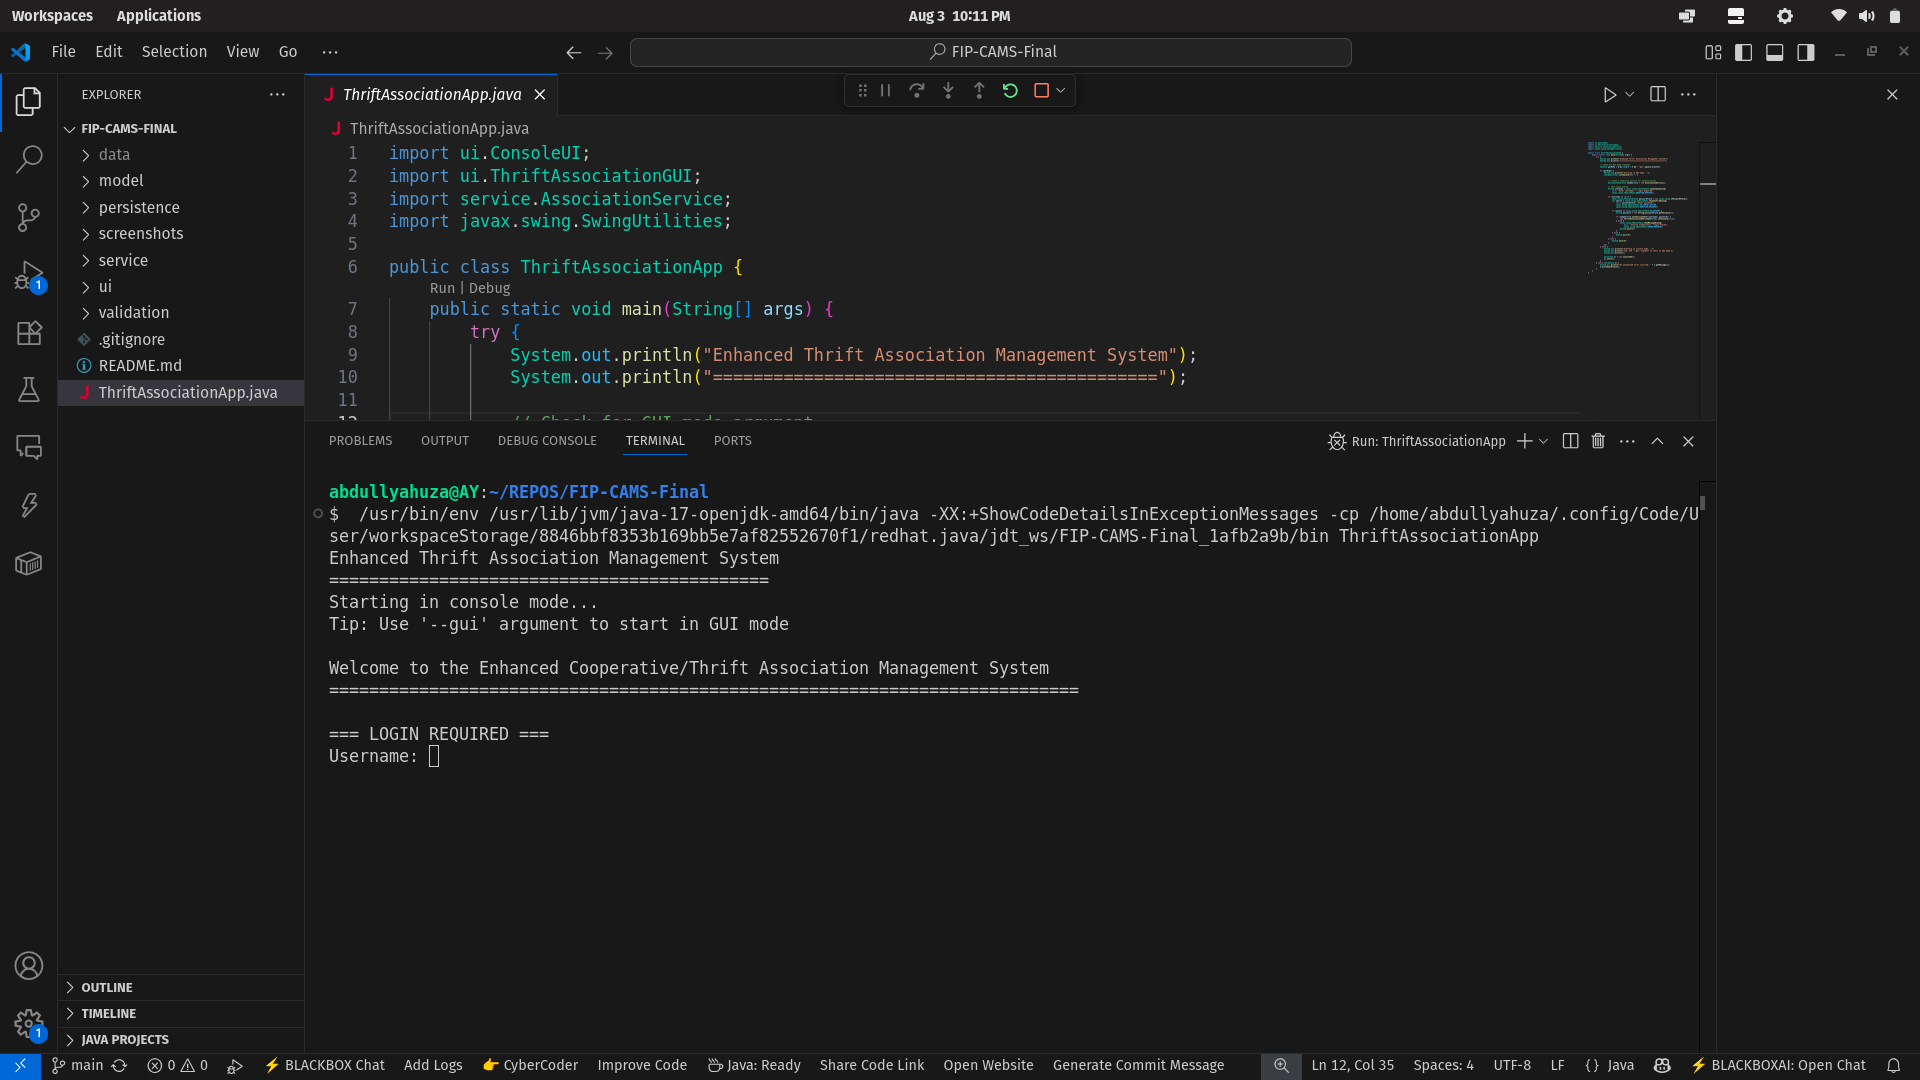 Workspaces Applications Aug 3 10:11 PM
File Edit Selection View Go ··· FIP-CAMS-Final
EXPLORER
FIP-CAMS-FINAL
data
model
persistence
screenshots
service
ui
validation
.gitignore
README.md
J ThriftAssociationApp.java
OUTLINE
TIMELINE
JAVA PROJECTS
1
1
J ThriftAssociationApp.java
J ThriftAssociationApp.java
1 import ui.ConsoleUI;
2 import ui.ThriftAssociationGUI;
3 import service.AssociationService;
4 import javax.swing.SwingUtilities;
5
6 public class ThriftAssociationApp {
Run | Debug
7 public static void main(String[] args) {
8 try {
9 System.out.println("Enhanced Thrift Association Management System");
10 System.out.println("============================================");
11
12 // Check for GUI mode argument
PROBLEMS OUTPUT DEBUG CONSOLE TERMINAL PORTS Run: ThriftAssociationApp
abdullyahuza@AY:~/REPOS/FIP-CAMS-Final
$ /usr/bin/env /usr/lib/jvm/java-17-openjdk-amd64/bin/java -XX:+ShowCodeDetailsInExceptionMessages -cp /home/abdullyahuza/.config/Code/U
ser/workspaceStorage/8846bbf8353b169bb5e7af82552670f1/redhat.java/jdt_ws/FIP-CAMS-Final_1afb2a9b/bin ThriftAssociationApp
Enhanced Thrift Association Management System
============================================
Starting in console mode...
Tip: Use '--gui' argument to start in GUI mode
Welcome to the Enhanced Cooperative/Thrift Association Management System
===========================================================================
=== LOGIN REQUIRED ===
Username:
main 0 0 BLACKBOX Chat Add Logs CyberCoder Improve Code Java: Ready Share Code Link Open Website Generate Commit Message Ln 12, Col 35 Spaces: 4 UTF-8 LF {} Java BLACKBOXAI: Open Chat